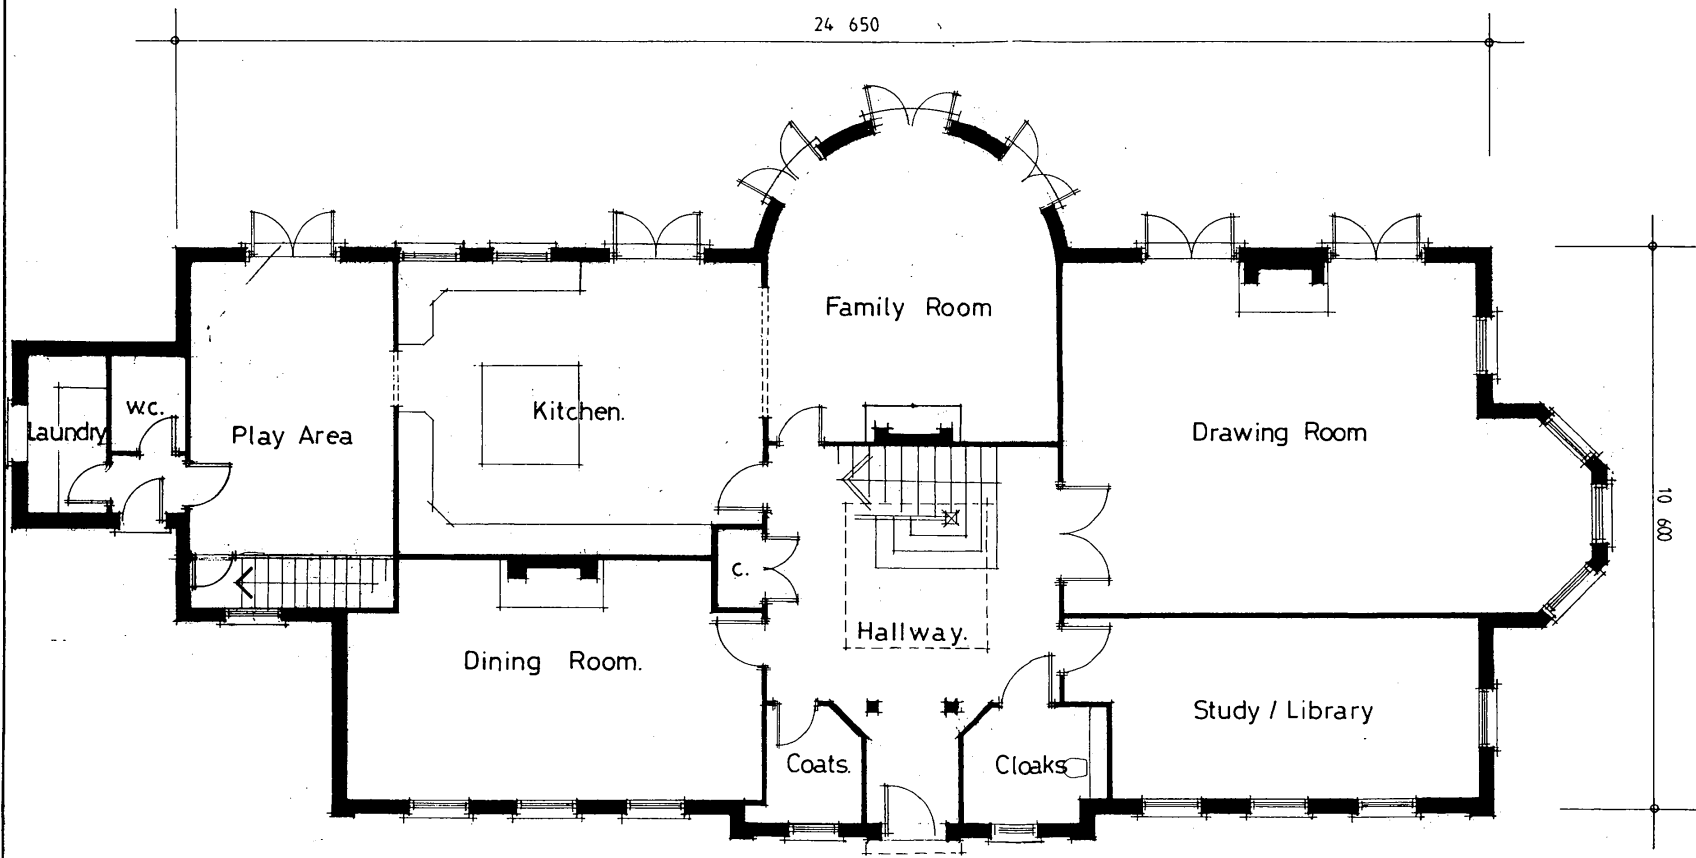 24 650
Family Room
w.c.
Laundry
Play Area
Kitchen.
Drawing Room
10 600
c.
Hallway.
Dining Room.
Study / Library
Coats.
Cloaks